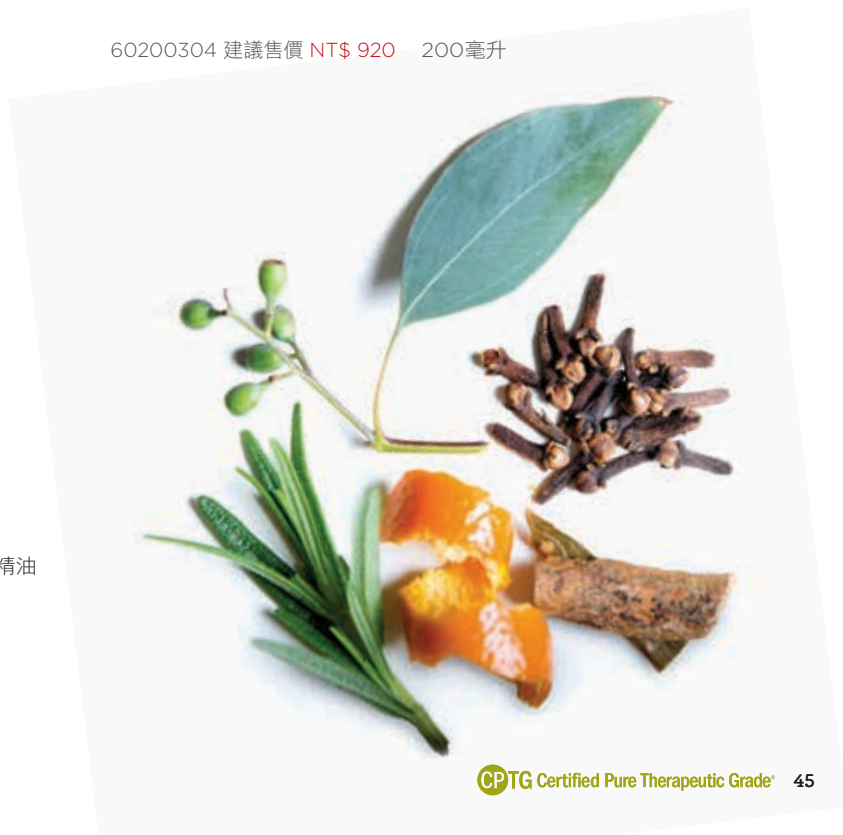 60200304 建議售價 NT$ 920 200毫升
精油
CPTG Certified Pure Therapeutic Grade® 45